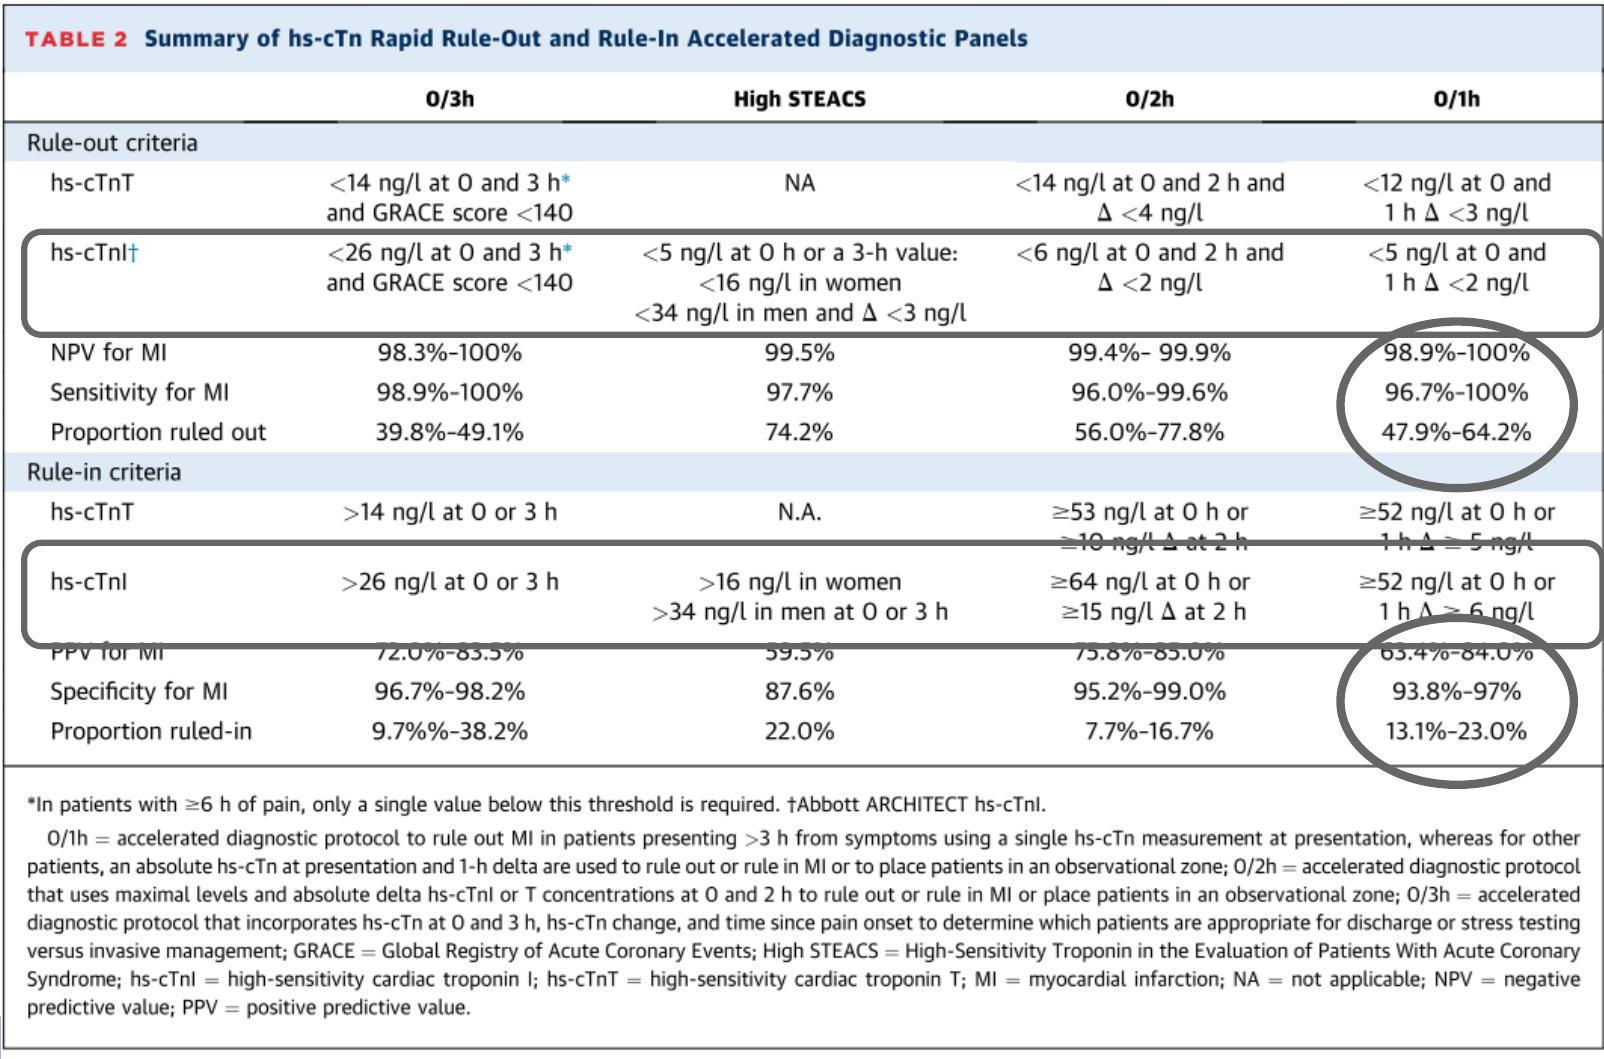 TABLE 2 Summary of hs-cTn Rapid Rule-Out and Rule-In Accelerated Diagnostic Panels
0/3h High STEACS 0/2h 0/1h
Rule-out criteria
hs-cTnT <14 ng/l at 0 and 3 h* NA <14 ng/l at 0 and 2 h and <12 ng/l at 0 and
and GRACE score <140 Δ <4 ng/l 1 h Δ <3 ng/l
hs-cTnI† <26 ng/l at 0 and 3 h* <5 ng/l at 0 h or a 3-h value: <6 ng/l at 0 and 2 h and <5 ng/l at 0 and
and GRACE score <140 <16 ng/l in women Δ <2 ng/l 1 h Δ <2 ng/l
<34 ng/l in men and Δ <3 ng/l
NPV for MI 98.3%–100% 99.5% 99.4%– 99.9% 98.9%–100%
Sensitivity for MI 98.9%–100% 97.7% 96.0%–99.6% 96.7%–100%
Proportion ruled out 39.8%–49.1% 74.2% 56.0%–77.8% 47.9%–64.2%
Rule-in criteria
hs-cTnT >14 ng/l at 0 or 3 h N.A. ≥53 ng/l at 0 h or ≥52 ng/l at 0 h or
≥10 ng/l Δ at 2 h 1 h Δ ≥ 5 ng/l
hs-cTnI >26 ng/l at 0 or 3 h >16 ng/l in women ≥64 ng/l at 0 h or ≥52 ng/l at 0 h or
>34 ng/l in men at 0 or 3 h ≥15 ng/l Δ at 2 h 1 h Δ ≥ 6 ng/l
PPV for MI 72.0%–83.5% 59.5% 75.8%–85.0% 63.4%–84.0%
Specificity for MI 96.7%–98.2% 87.6% 95.2%–99.0% 93.8%–97%
Proportion ruled-in 9.7%%–38.2% 22.0% 7.7%–16.7% 13.1%–23.0%
*In patients with ≥6 h of pain, only a single value below this threshold is required. †Abbott ARCHITECT hs-cTnI.
0/1h = accelerated diagnostic protocol to rule out MI in patients presenting >3 h from symptoms using a single hs-cTn measurement at presentation, whereas for other
patients, an absolute hs-cTn at presentation and 1-h delta are used to rule out or rule in MI or to place patients in an observational zone; 0/2h = accelerated diagnostic protocol
that uses maximal levels and absolute delta hs-cTnI or T concentrations at 0 and 2 h to rule out or rule in MI or place patients in an observational zone; 0/3h = accelerated
diagnostic protocol that incorporates hs-cTn at 0 and 3 h, hs-cTn change, and time since pain onset to determine which patients are appropriate for discharge or stress testing
versus invasive management; GRACE = Global Registry of Acute Coronary Events; High STEACS = High-Sensitivity Troponin in the Evaluation of Patients With Acute Coronary
Syndrome; hs-cTnI = high-sensitivity cardiac troponin I; hs-cTnT = high-sensitivity cardiac troponin T; MI = myocardial infarction; NA = not applicable; NPV = negative
predictive value; PPV = positive predictive value.